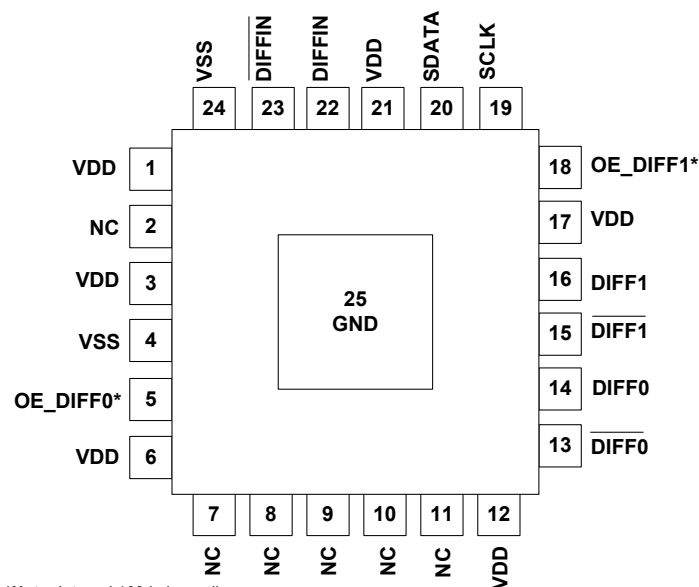 VSS
DIFFIN
DIFFIN
VDD
SDATA
SCLK
24 23 22 21 20 19
VDD 1
NC 2
VDD 3
VSS 4
OE_DIFF0* 5
VDD 6
25
GND
18 OE_DIFF1*
17 VDD
16 DIFF1
15 DIFF1
14 DIFF0
13 DIFF0
7 8 9 10 11 12
NC
NC
NC
NC
NC
VDD